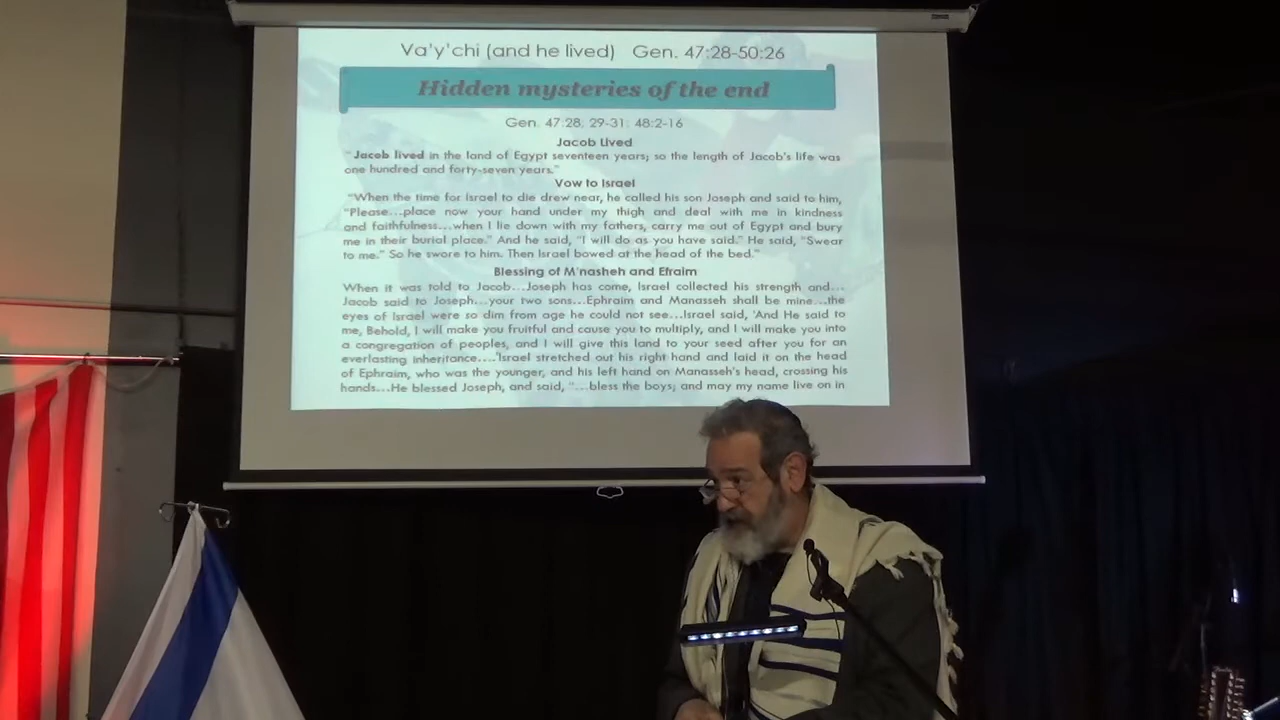 Va'y'chi (and he lived) Gen. 47:28-50:26
Hidden mysteries of the end
Gen. 47:28, 29-31; 48:2-16
Jacob Lived
"Jacob lived in the land of Egypt seventeen years; so the length of Jacob's life was
one hundred and forty-seven years."
Vow to Israel
"When the time for Israel to die drew near, he called his son Joseph and said to him,
"Please...place now your hand under my thigh and deal with me in kindness
and faithfulness...when I lie down with my fathers, carry me out of Egypt and bury
me in their burial place." And he said, "I will do as you have said." He said, "Swear
to me." So he swore to him. Then Israel bowed at the head of the bed."
Blessing of M'nasheh and Efraim
When it was told to Jacob...Joseph has come, Israel collected his strength and...
Jacob said to Joseph...your two sons...Ephraim and Manasseh shall be mine...the
eyes of Israel were so dim from age he could not see...Israel said, 'And He said to
me, Behold, I will make you fruitful and cause you to multiply, and I will make you into
a congregation of peoples, and I will give this land to your seed after you for an
everlasting inheritance....'Israel stretched out his right hand and laid it on the head
of Ephraim, who was the younger, and his left hand on Manasseh's head, crossing his
hands...He blessed Joseph, and said, "...bless the boys; and may my name live on in